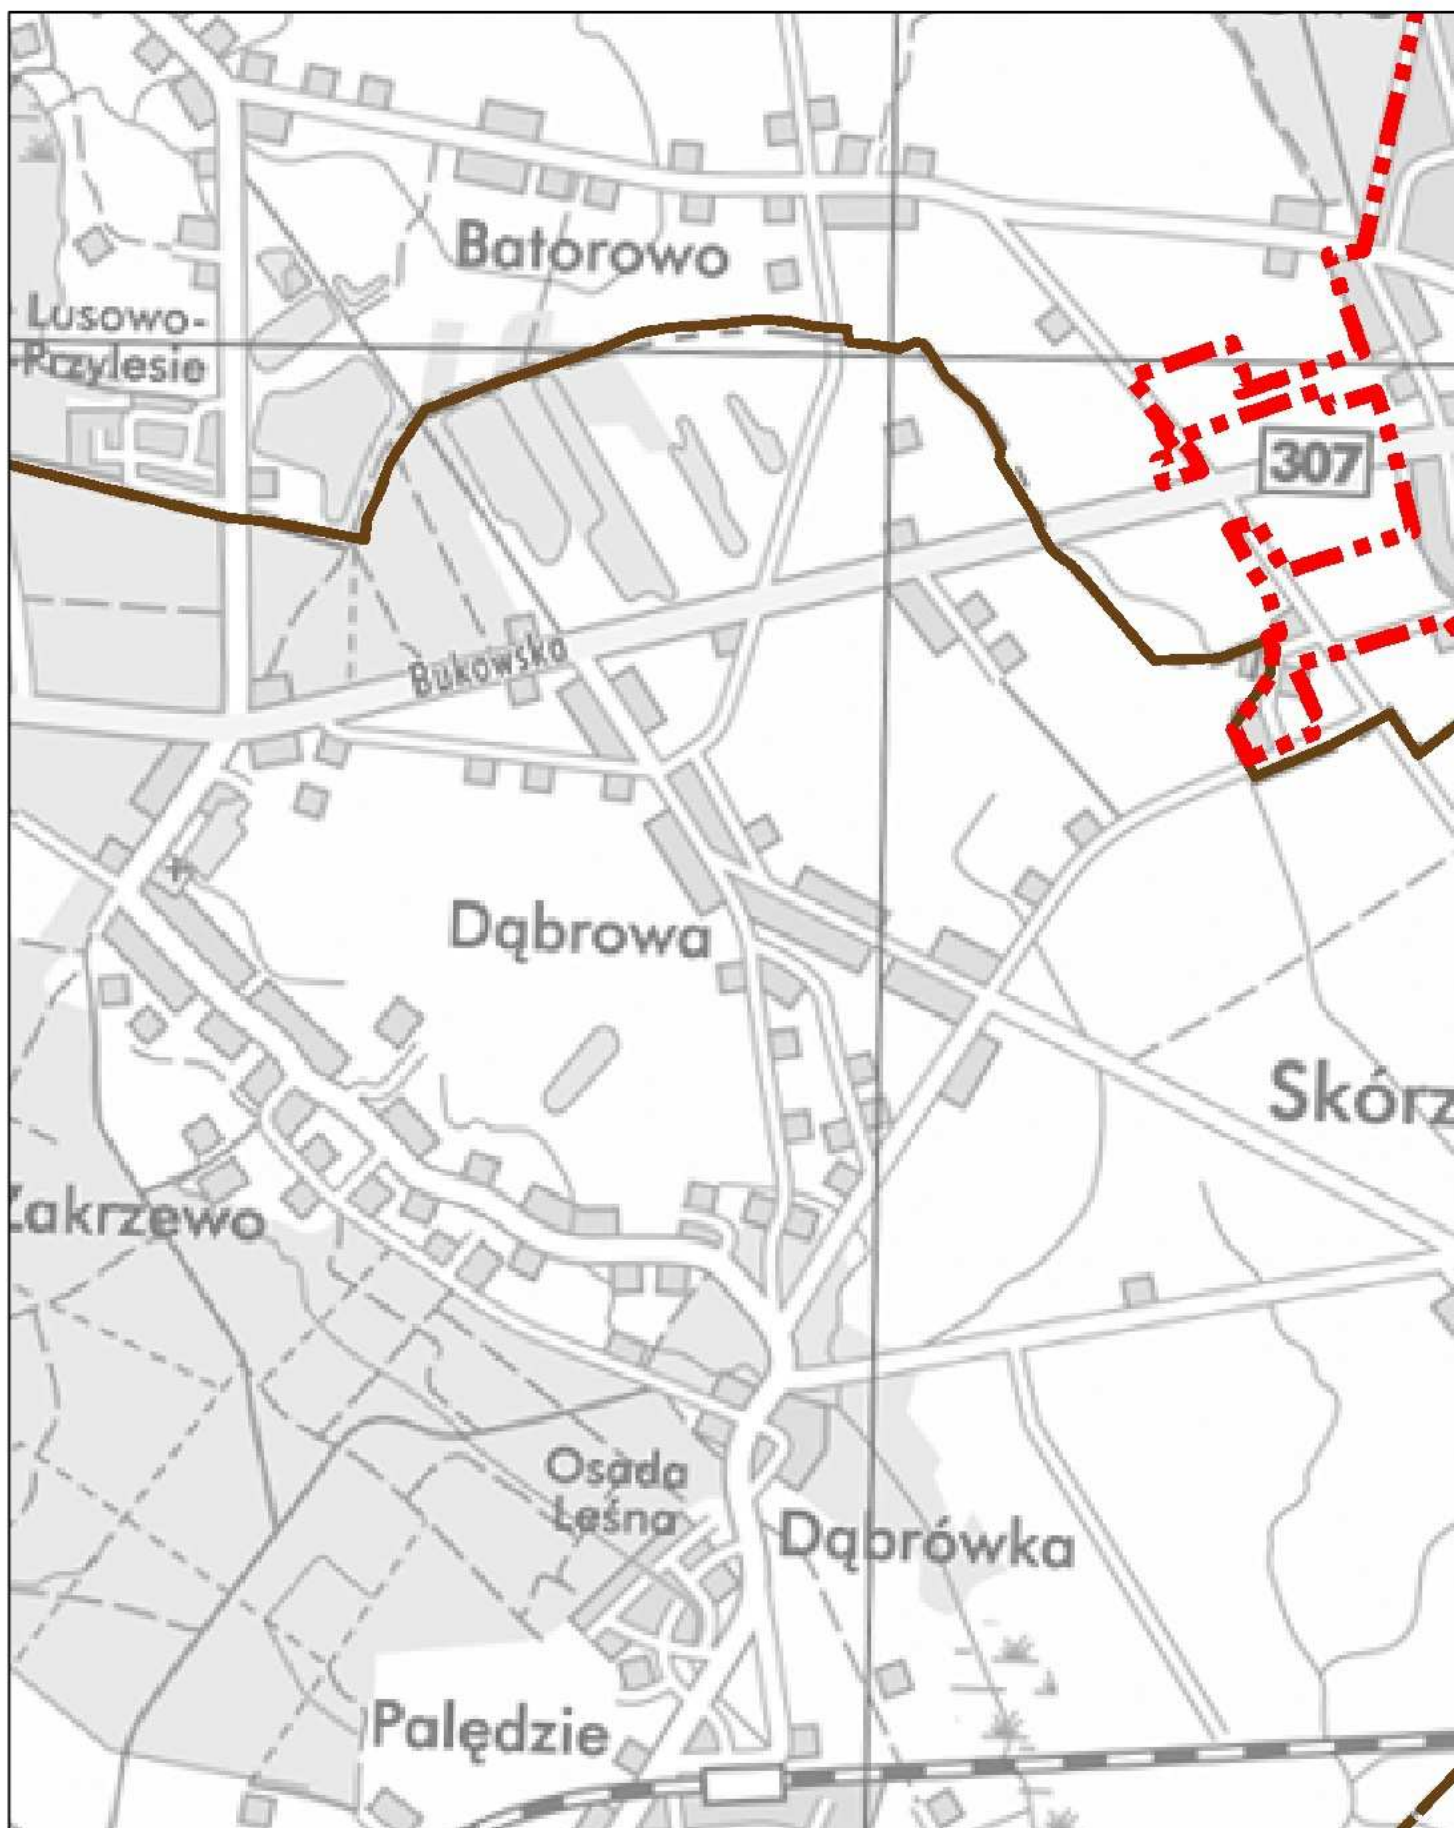 Batorowo
Lusowo-
-Przylesie
307
Bukowska
Dąbrowa
Skórz
Zakrzewo
Osada
Leśna
Dąbrówka
Palędzie